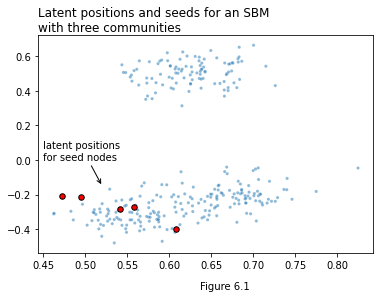 Latent positions and seeds for an SBM
with three communities
0.6
0.4
0.2
0.0
−0.2
−0.4
latent positions
for seed nodes
0.45 0.50 0.55 0.60 0.65 0.70 0.75 0.80
Figure 6.1